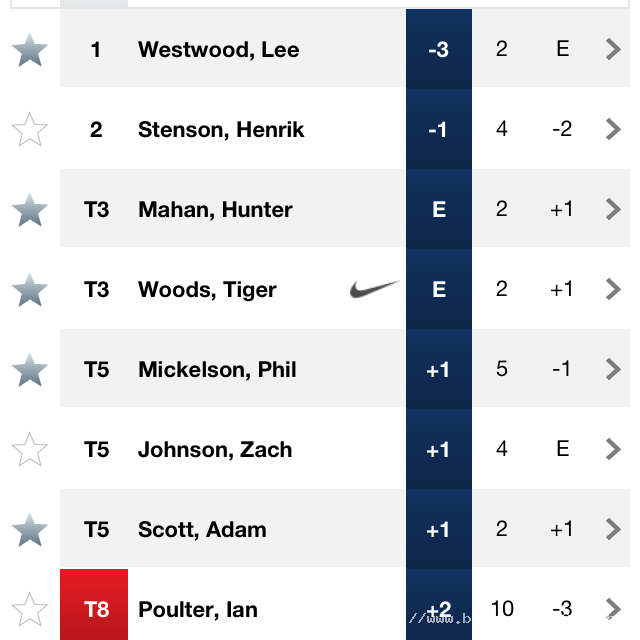 1 Westwood, Lee -3 2 E
2 Stenson, Henrik -1 4 -2
T3 Mahan, Hunter E 2 +1
T3 Woods, Tiger E 2 +1
T5 Mickelson, Phil +1 5 -1
T5 Johnson, Zach +1 4 E
T5 Scott, Adam +1 2 +1
T8 Poulter, Ian +2 10 -3
//www.b